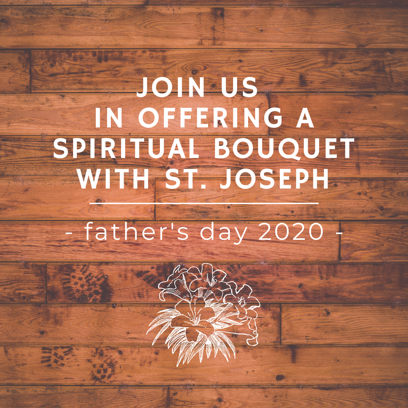 JOIN US
IN OFFERING A
SPIRITUAL BOUQUET
WITH ST. JOSEPH
- father's day 2020 -